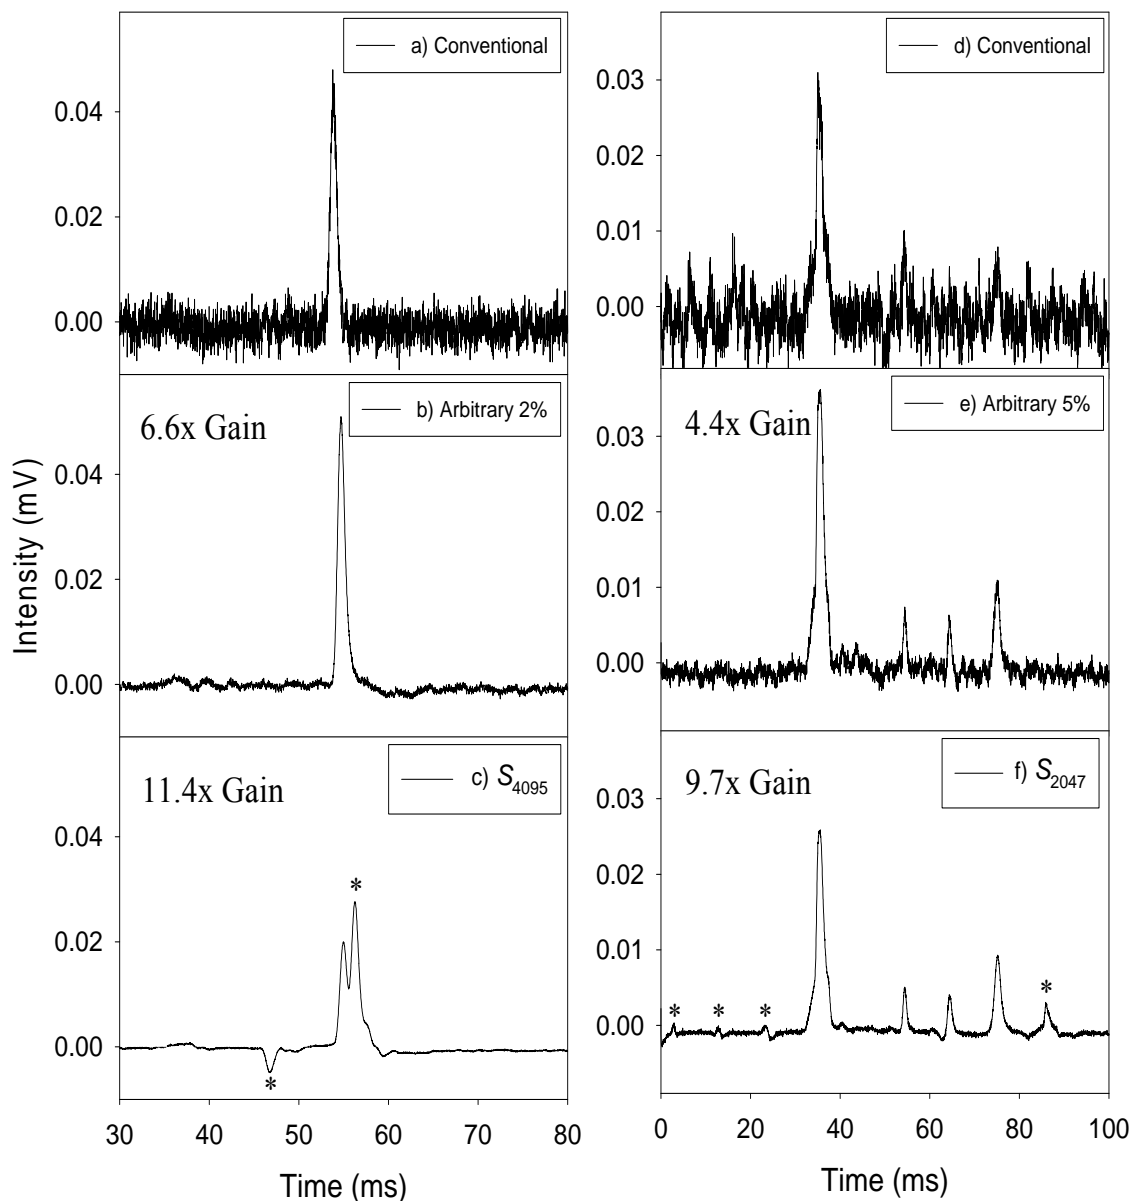 a) Conventional
0.04
0.02
0.00
b) Arbitrary 2%
6.6x Gain
0.04
0.02
0.00
c) S4095
11.4x Gain
0.04
*
0.02
0.00
*
30 40 50 60 70 80
Time (ms)
Intensity (mV)
d) Conventional
0.03
0.02
0.01
0.00
e) Arbitrary 5%
4.4x Gain
0.03
0.02
0.01
0.00
f) S2047
9.7x Gain
0.03
0.02
0.01
* * * *
0.00
0 20 40 60 80 100
Time (ms)